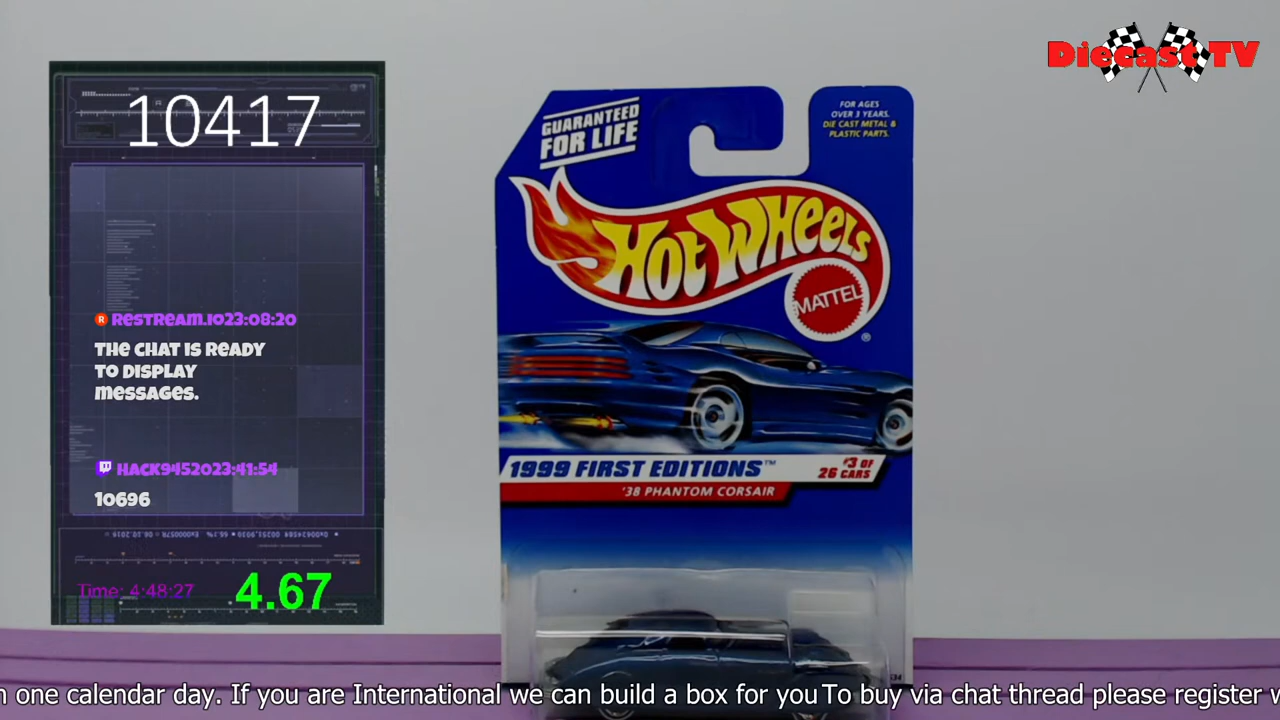 10417
Restream.io23:08:20
The chat is ready
to display
messages.
hack9452023:41:54
10696
Time: 4:48:27
4.67
GUARANTEED
FOR LIFE
FOR AGES
OVER 3 YEARS.
DIE CAST METAL &
PLASTIC PARTS.
HOT WHEELS
MATTEL
®
1999 FIRST EDITIONS™
#3 OF
26 CARS
'38 PHANTOM CORSAIR
Diecast TV
one calendar day. If you are International we can build a box for you To buy via chat thread please register